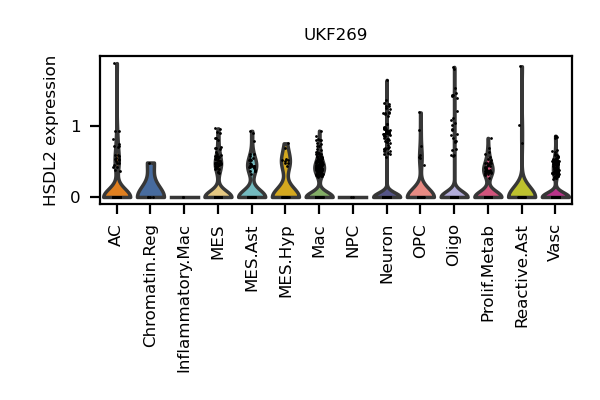 UKF269
HSDL2 expression
1
0
AC
Chromatin.Reg
Inflammatory.Mac
MES
MES.Ast
MES.Hyp
Mac
NPC
Neuron
OPC
Oligo
Prolif.Metab
Reactive.Ast
Vasc